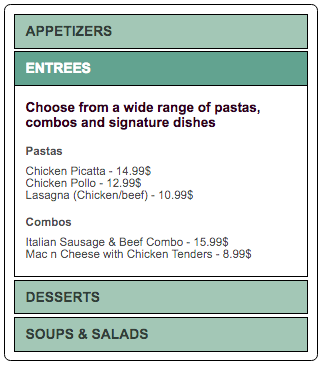 APPETIZERS
ENTREES
Choose from a wide range of pastas,
combos and signature dishes
Pastas
Chicken Picatta - 14.99$
Chicken Pollo - 12.99$
Lasagna (Chicken/beef) - 10.99$
Combos
Italian Sausage & Beef Combo - 15.99$
Mac n Cheese with Chicken Tenders - 8.99$
DESSERTS
SOUPS & SALADS